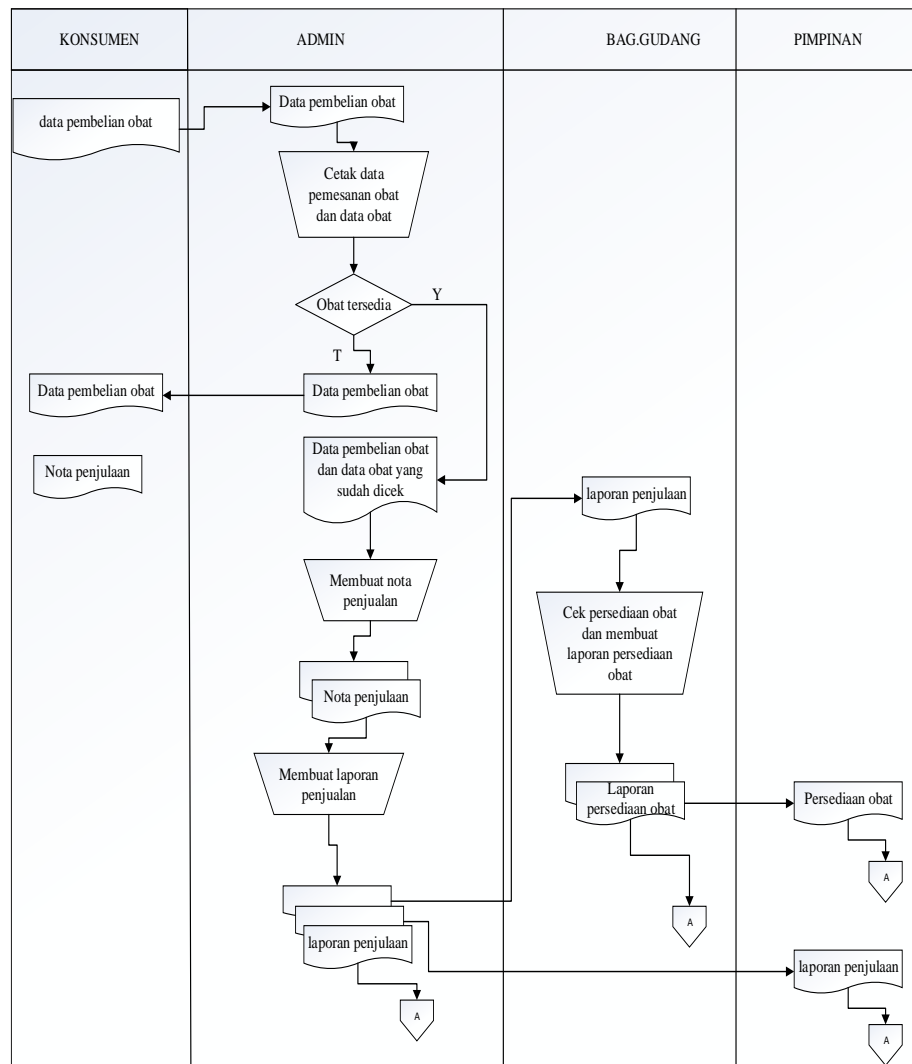 KONSUMEN
ADMIN
BAG.GUDANG
PIMPINAN
data pembelian obat
Data pembelian obat
Cetak data
pemesanan obat
dan data obat
Obat tersedia
Y
T
Data pembelian obat
Data pembelian obat
Nota penjulaan
Data pembelian obat
dan data obat yang
sudah dicek
laporan penjulaan
Membuat nota
penjualan
Cek persediaan obat
dan membuat
laporan persediaan
obat
Nota penjulaan
Membuat laporan
penjualan
Laporan
persediaan obat
Persediaan obat
A
A
laporan penjulaan
laporan penjulaan
A
A